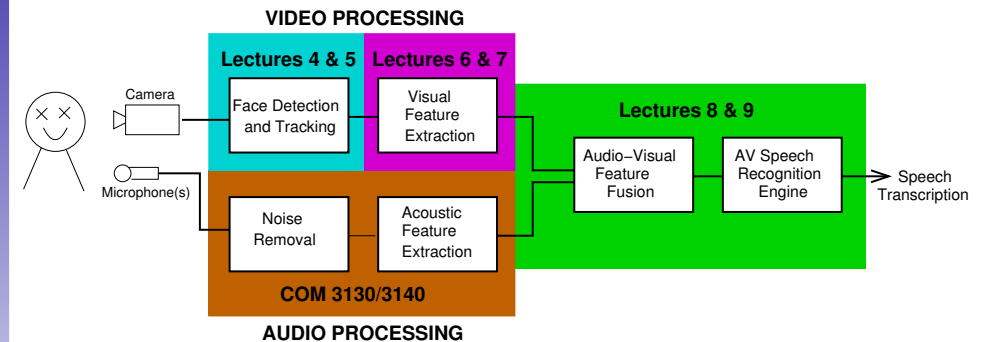 VIDEO PROCESSING
Lectures 4 & 5
Lectures 6 & 7
Camera
Face Detection
and Tracking
Visual
Feature
Extraction
Lectures 8 & 9
Audio−Visual
Feature
Fusion
AV Speech
Recognition
Engine
Speech
Transcription
Microphone(s)
Noise
Removal
Acoustic
Feature
Extraction
COM 3130/3140
AUDIO PROCESSING